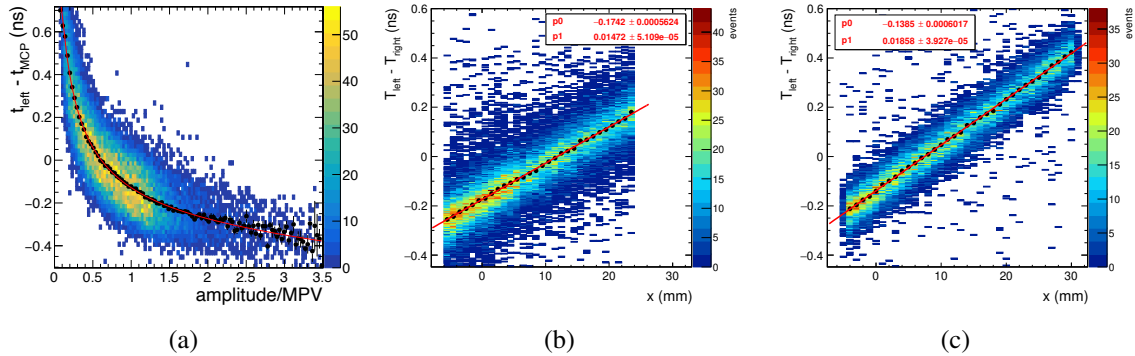 t_left - t_MCP (ns)
0.6
0.4
0.2
0
−0.2
−0.4
0 0.5 1 1.5 2 2.5 3 3.5
amplitude/MPV
50
40
30
20
10
0
(a)
T_left - T_right (ns)
0.4
0.2
0
−0.2
−0.4
p0 −0.1742 ± 0.0005624
p1 0.01472 ± 5.109e−05
0 10 20 30
x (mm)
events
40
35
30
25
20
15
10
5
0
(b)
T_left - T_right (ns)
0.4
0.2
0
−0.2
−0.4
p0 −0.1385 ± 0.0006017
p1 0.01858 ± 3.927e−05
0 10 20 30
x (mm)
events
35
30
25
20
15
10
5
0
(c)